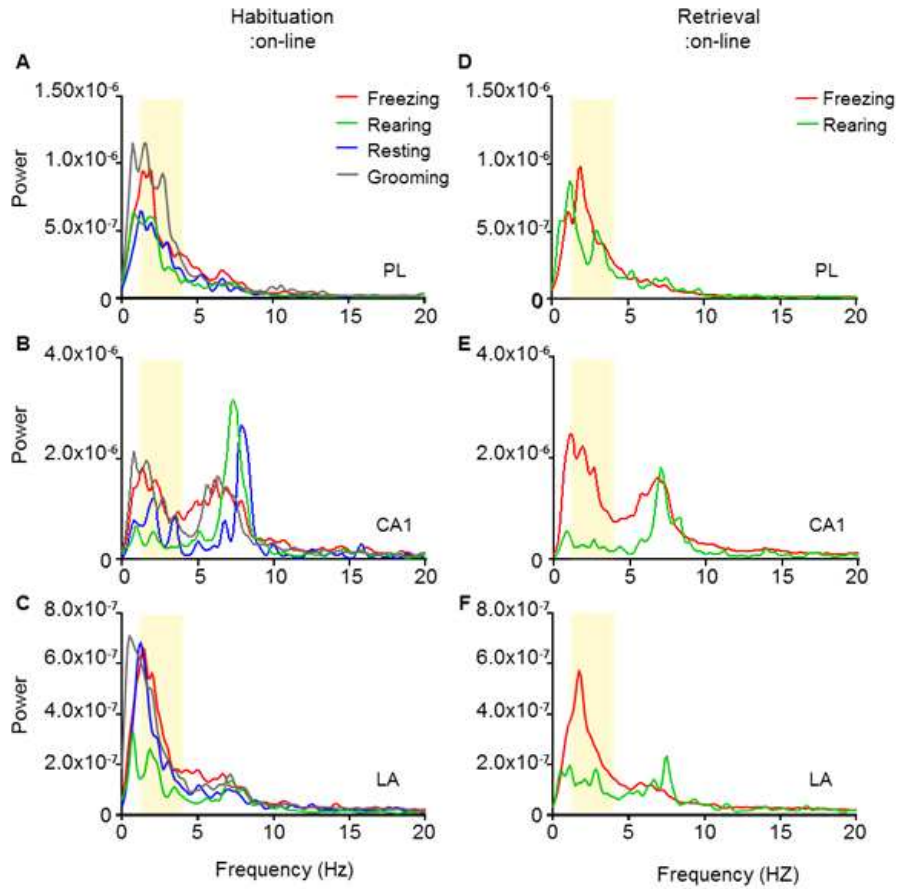 Habituation
:on-line
Retrieval
:on-line
A
1.50x10-6
1.0x10-6
5.0x10-7
0
Power
Freezing
Rearing
Resting
Grooming
PL
0 5 10 15 20
D
1.50x10-6
1.0x10-6
5.0x10-7
0
Freezing
Rearing
PL
0 5 10 15 20
B
4.0x10-6
2.0x10-6
0
Power
CA1
0 5 10 15 20
E
4.0x10-6
2.0x10-6
0
CA1
0 5 10 15 20
C
8.0x10-7
6.0x10-7
4.0x10-7
2.0x10-7
0
Power
LA
0 5 10 15 20
Frequency (Hz)
F
8.0x10-7
6.0x10-7
4.0x10-7
2.0x10-7
0
LA
0 5 10 15 20
Frequency (HZ)